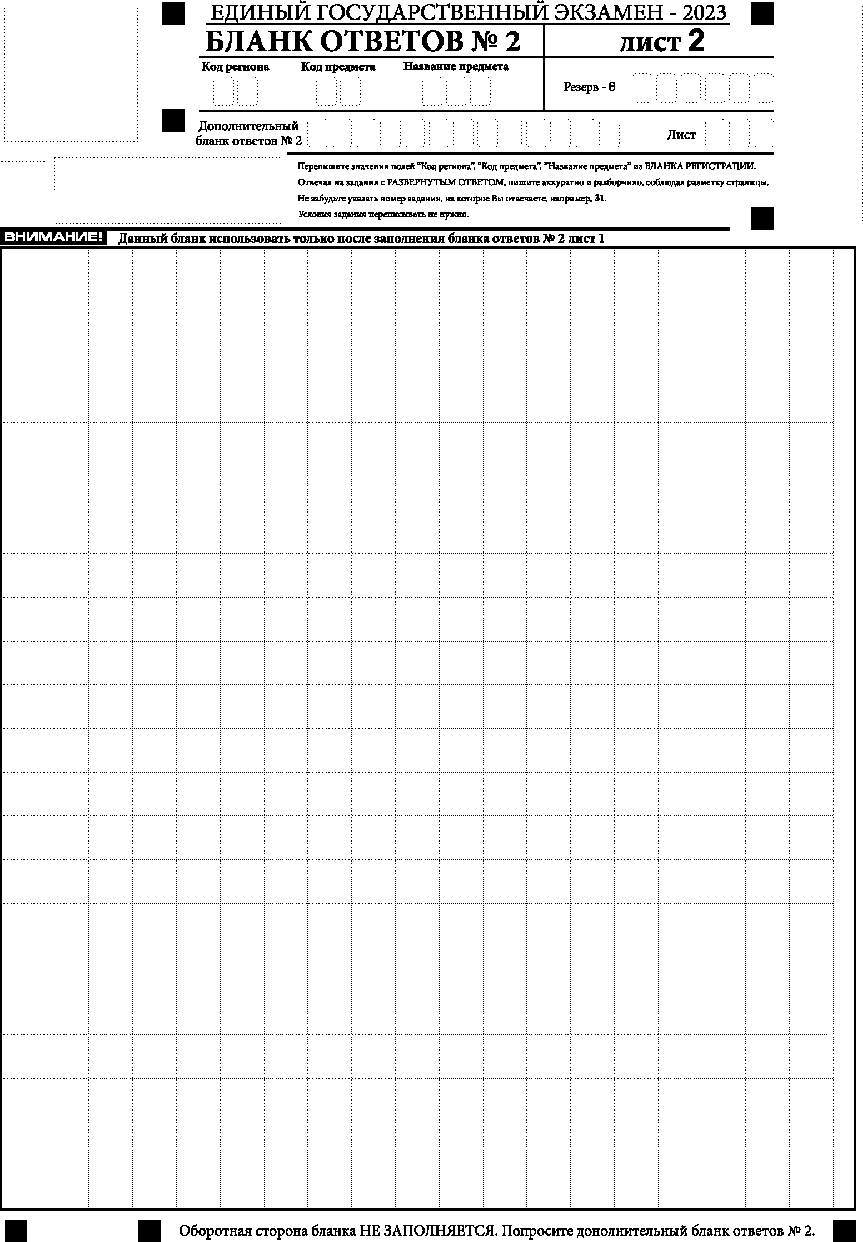 ЕДИНЫЙ ГОСУДАРСТВЕННЫЙ ЭКЗАМЕН - 2023
БЛАНК ОТВЕТОВ № 2
лист 2
Код региона Код предмета Название предмета
Резерв - 8
Дополнительный
бланк ответов № 2
Лист
Перепишите значения полей "Код региона", "Код предмета", "Название предмета" из БЛАНКА РЕГИСТРАЦИИ.
Отвечая на задания с РАЗВЕРНУТЫМ ОТВЕТОМ, пишите аккуратно и разборчиво, соблюдая разметку страницы.
Не забудьте указать номер задания, на которое Вы отвечаете, например, 31.
Условия задания переписывать не нужно.
ВНИМАНИЕ! Данный бланк использовать только после заполнения бланка ответов № 2 лист 1
Оборотная сторона бланка НЕ ЗАПОЛНЯЕТСЯ. Попросите дополнительный бланк ответов № 2.